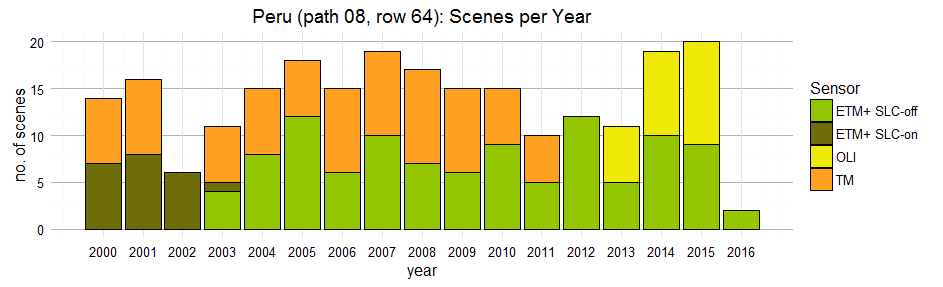 Peru (path 08, row 64): Scenes per Year
no. of scenes
20
15
10
5
0
2000 2001 2002 2003 2004 2005 2006 2007 2008 2009 2010 2011 2012 2013 2014 2015 2016
year
Sensor
ETM+ SLC-off
ETM+ SLC-on
OLI
TM